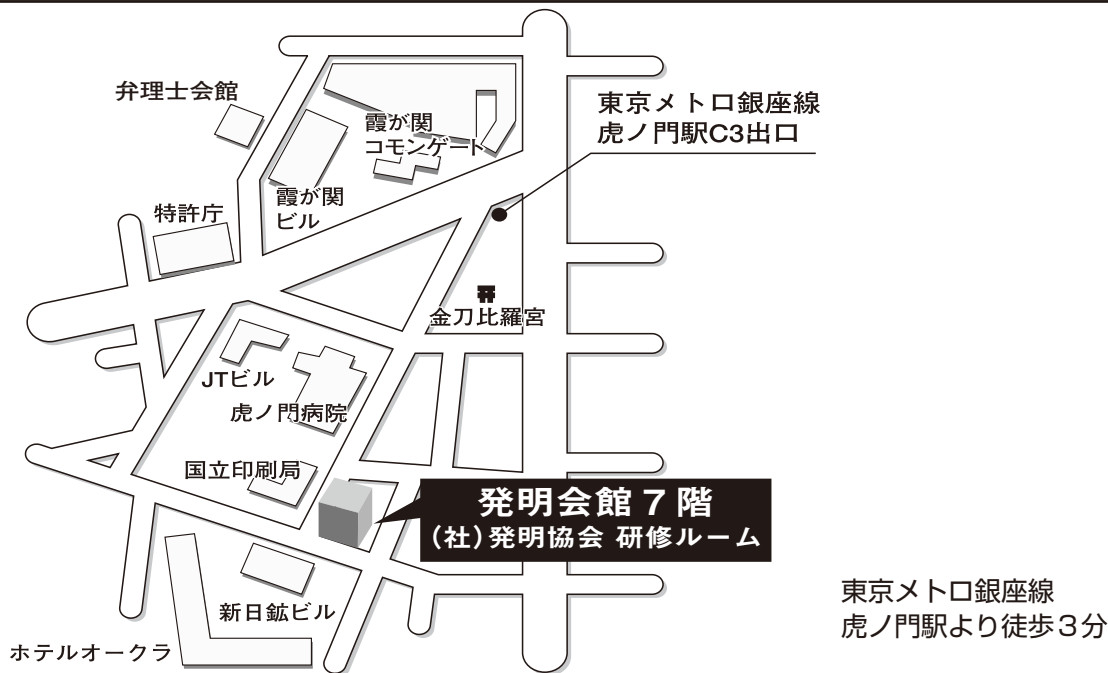 弁理士会館
霞が関
コモンゲート
東京メトロ銀座線
虎ノ門駅C3出口
霞が関
ビル
特許庁
金刀比羅宮
JTビル
虎ノ門病院
国立印刷局
発明会館７階
(社)発明協会 研修ルーム
新日鉱ビル
ホテルオークラ
東京メトロ銀座線
虎ノ門駅より徒歩３分